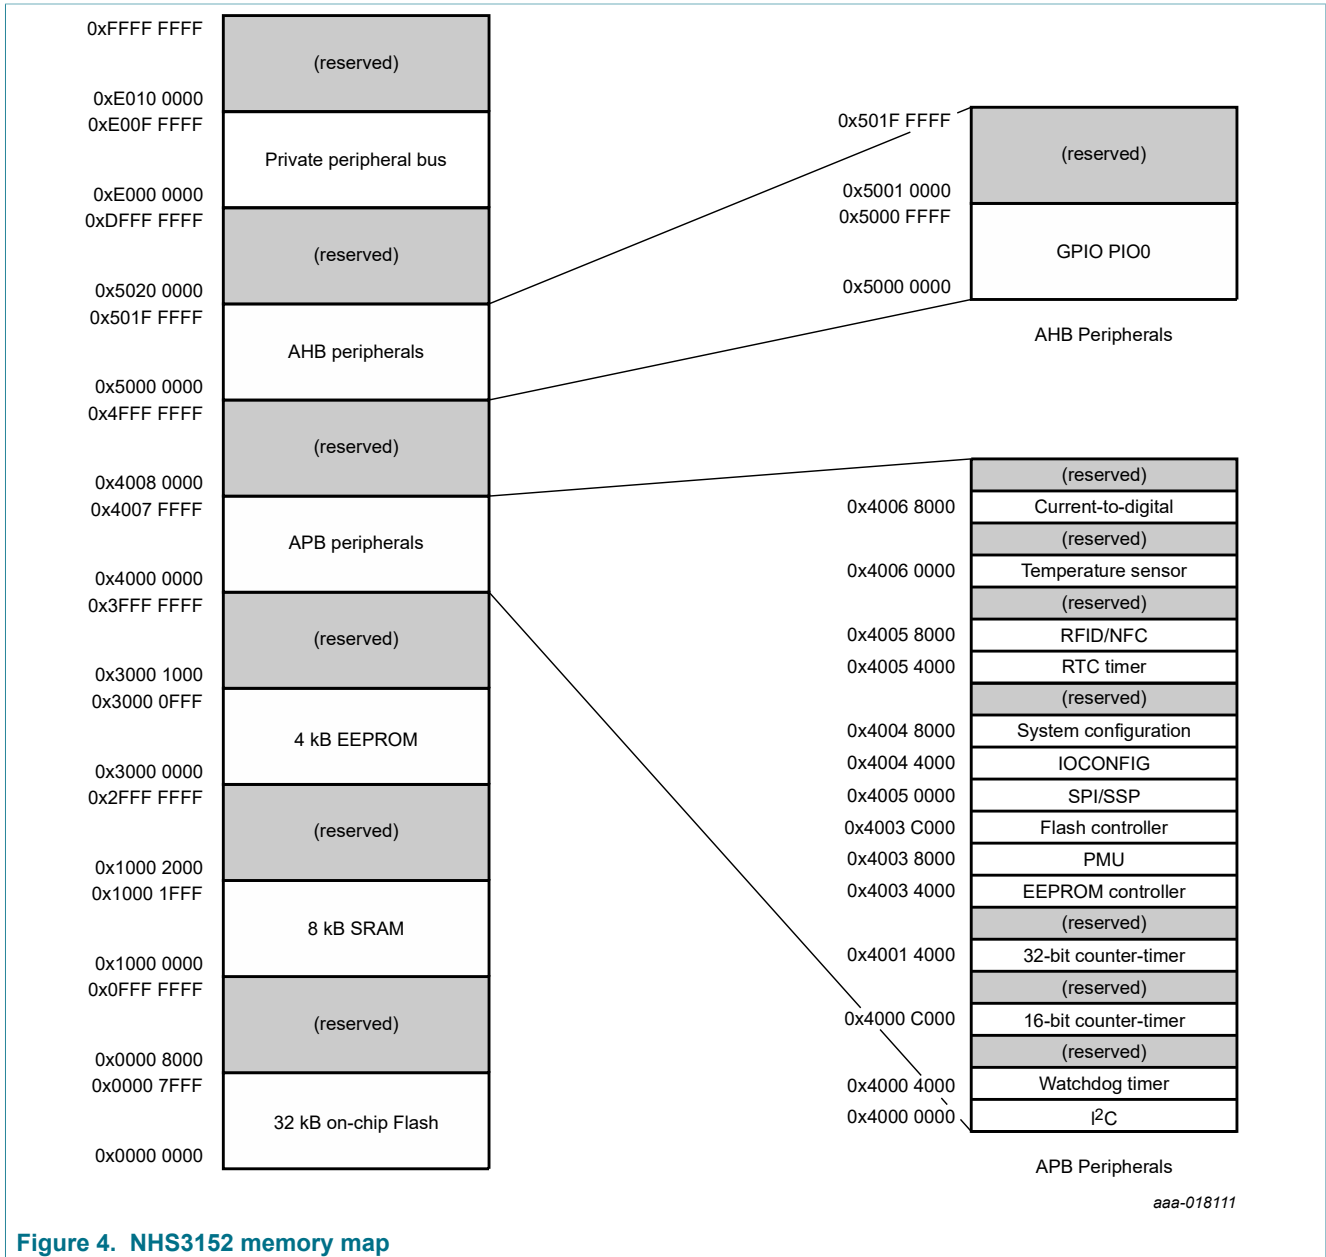 0xFFFF FFFF
(reserved)
0xE010 0000
0xE00F FFFF
Private peripheral bus
0xE000 0000
0xDFFF FFFF
(reserved)
0x5020 0000
0x501F FFFF
AHB peripherals
0x5000 0000
0x4FFF FFFF
(reserved)
0x4008 0000
0x4007 FFFF
APB peripherals
0x4000 0000
0x3FFF FFFF
(reserved)
0x3000 1000
0x3000 0FFF
4 kB EEPROM
0x3000 0000
0x2FFF FFFF
(reserved)
0x1000 2000
0x1000 1FFF
8 kB SRAM
0x1000 0000
0x0FFF FFFF
(reserved)
0x0000 8000
0x0000 7FFF
32 kB on-chip Flash
0x0000 0000
0x501F FFFF
(reserved)
0x5001 0000
0x5000 FFFF
GPIO PIO0
0x5000 0000
AHB Peripherals
(reserved)
0x4006 8000 Current-to-digital
(reserved)
0x4006 0000 Temperature sensor
(reserved)
0x4005 8000 RFID/NFC
0x4005 4000 RTC timer
(reserved)
0x4004 8000 System configuration
0x4004 4000 IOCONFIG
0x4005 0000 SPI/SSP
0x4003 C000 Flash controller
0x4003 8000 PMU
0x4003 4000 EEPROM controller
(reserved)
0x4001 4000 32-bit counter-timer
(reserved)
0x4000 C000 16-bit counter-timer
(reserved)
0x4000 4000 Watchdog timer
0x4000 0000 I²C
APB Peripherals
aaa-018111
Figure 4. NHS3152 memory map